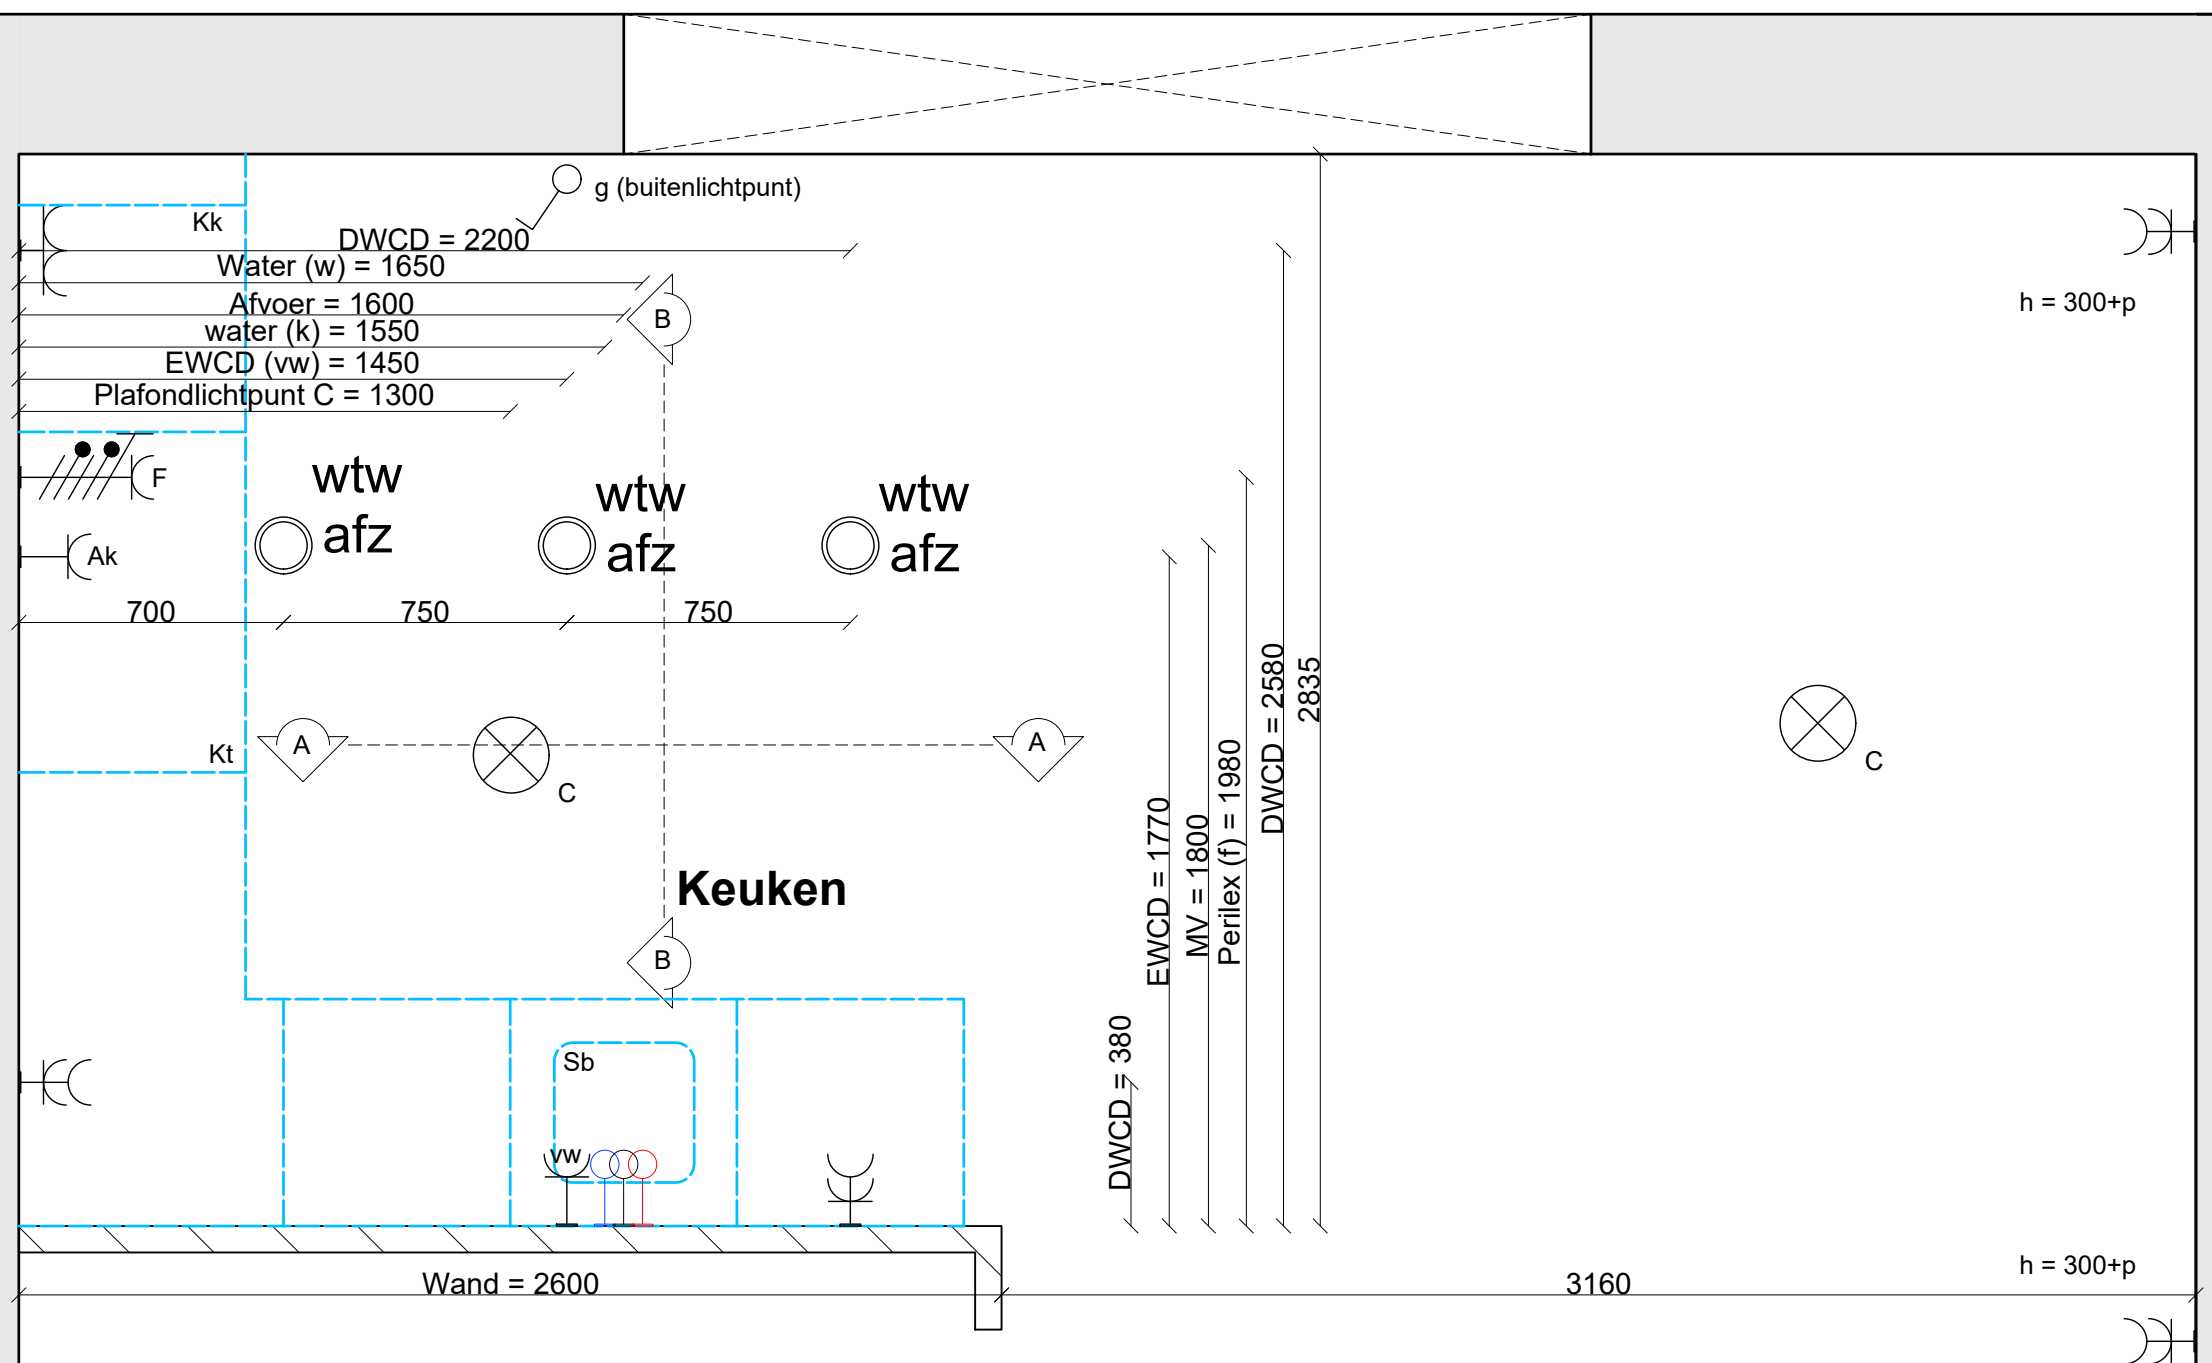 g (buitenlichtpunt)
Kk
DWCD = 2200
Water (w) = 1650
Afvoer = 1600
water (k) = 1550
EWCD (vw) = 1450
Plafondlichtpunt C = 1300
B
h = 300+p
F
Ak
wtw
afz
wtw
afz
wtw
afz
700
750
750
Kt
A
C
A
C
Keuken
B
DWCD = 380
EWCD = 1770
MV = 1800
Perilex (f) = 1980
DWCD = 2580
2835
Sb
vw
Wand = 2600
3160
h = 300+p